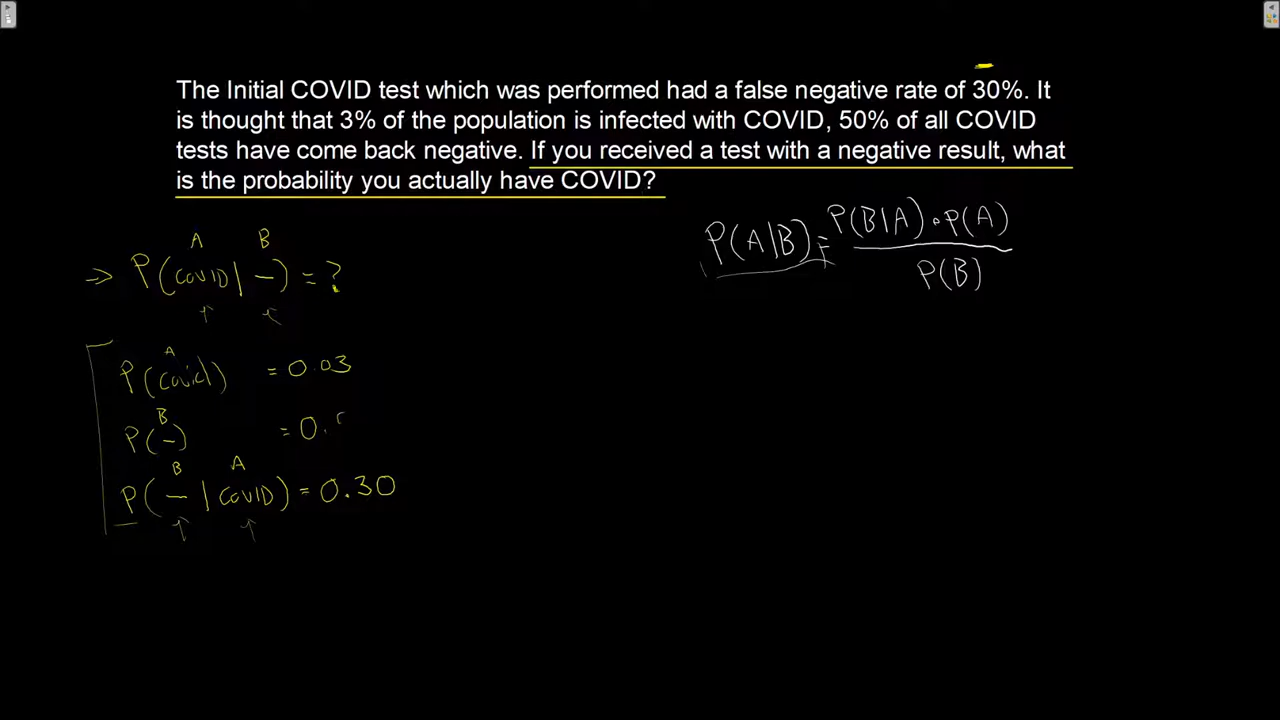 The Initial COVID test which was performed had a false negative rate of 30%. It
is thought that 3% of the population is infected with COVID, 50% of all COVID
tests have come back negative. If you received a test with a negative result, what
is the probability you actually have COVID?
P(A|B) = P(B|A) · P(A)
P(B)
A B
⇒ P(COVID | −) = ?
A
P(Covid) = 0.03
B
P(−) = 0.
B A
P(− | COVID) = 0.30